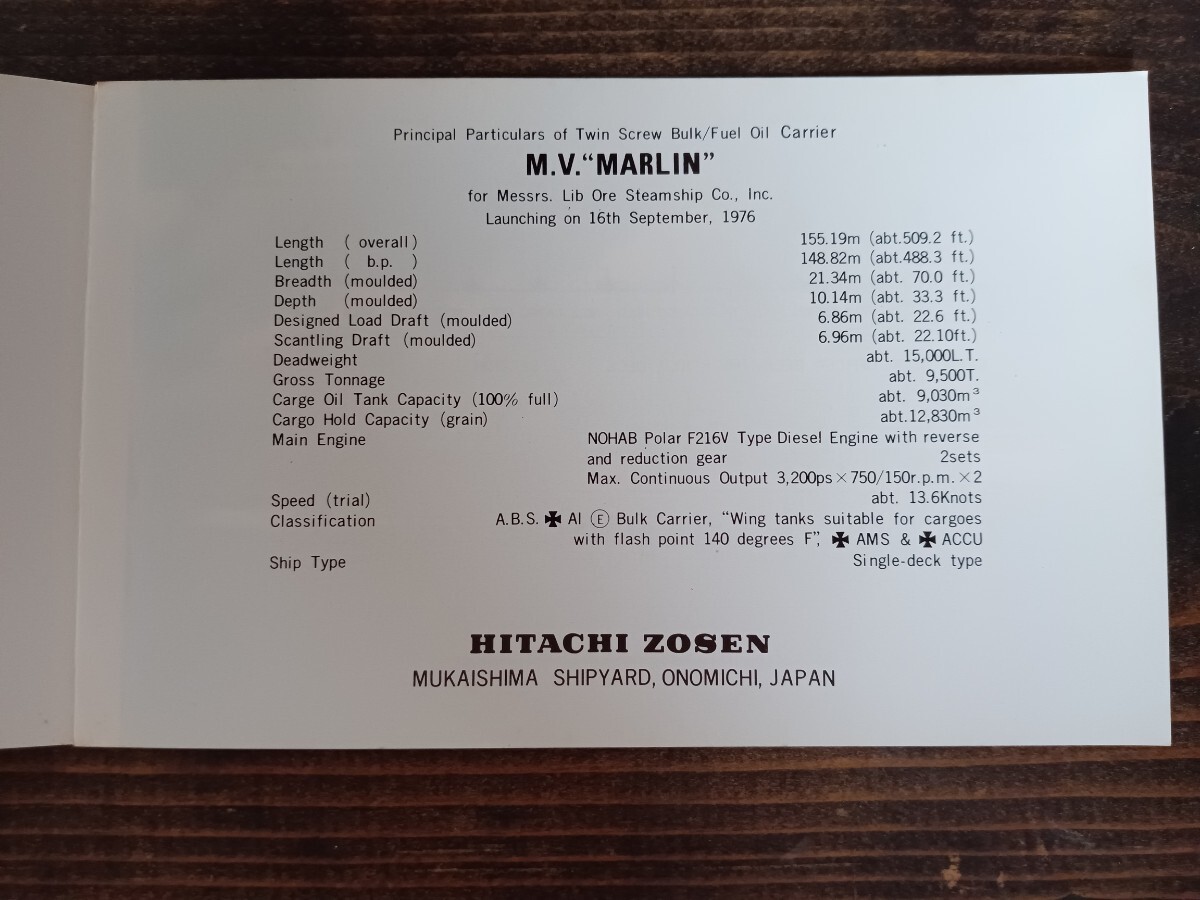 Principal Particulars of Twin Screw Bulk/Fuel Oil Carrier
M.V.“MARLIN”
for Messrs. Lib Ore Steamship Co., Inc.
Launching on 16th September, 1976
Length ( overall) 155.19m (abt.509.2 ft.)
Length ( b.p. ) 148.82m (abt.488.3 ft.)
Breadth (moulded) 21.34m (abt. 70.0 ft.)
Depth (moulded) 10.14m (abt. 33.3 ft.)
Designed Load Draft (moulded) 6.86m (abt. 22.6 ft.)
Scantling Draft (moulded) 6.96m (abt. 22.10ft.)
Deadweight abt. 15,000L.T.
Gross Tonnage abt. 9,500T.
Carge Oil Tank Capacity (100% full) abt. 9,030m³
Cargo Hold Capacity (grain) abt.12,830m³
Main Engine NOHAB Polar F216V Type Diesel Engine with reverse
and reduction gear 2sets
Max. Continuous Output 3,200ps×750/150r.p.m.×2
Speed (trial) abt. 13.6Knots
Classification A.B.S. ✠ AI Ⓔ Bulk Carrier, “Wing tanks suitable for cargoes
with flash point 140 degrees F”, ✠ AMS & ✠ ACCU
Ship Type Single-deck type
HITACHI ZOSEN
MUKAISHIMA SHIPYARD, ONOMICHI, JAPAN